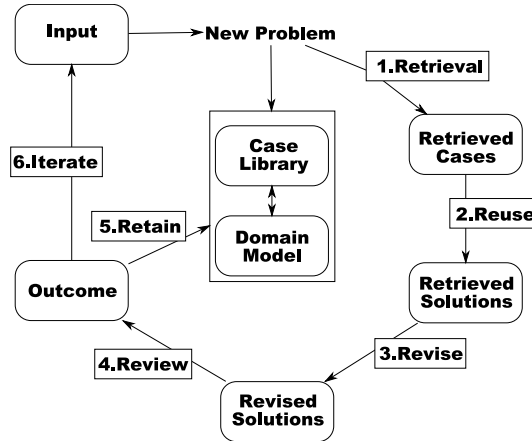 Input
New Problem
1.Retrieval
Case
Library
Retrieved
Cases
6.Iterate
2.Reuse
5.Retain
Domain
Model
Outcome
Retrieved
Solutions
3.Revise
4.Review
Revised
Solutions